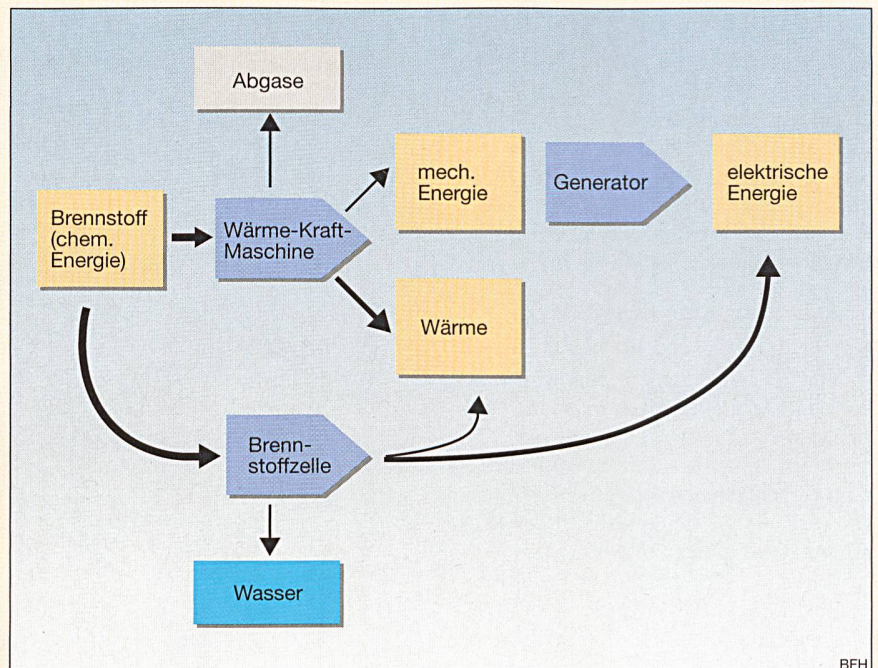 Abgase
mech.
Energie
Generator
elektrische
Energie
Brennstoff
(chem.
Energie)
Wärme-Kraft-
Maschine
Wärme
Brenn-
stoffzelle
Wasser
BFH